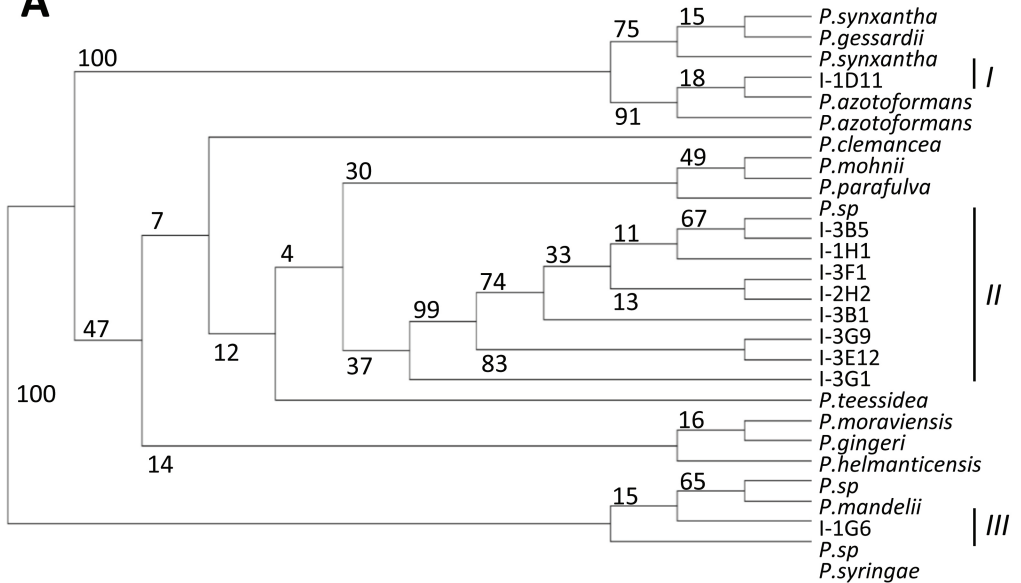 A
P.synxantha
P.gessardii
P.synxantha
I-1D11
P.azotoformans
P.azotoformans
P.clemancea
P.mohnii
P.parafulva
P.sp
I-3B5
I-1H1
I-3F1
I-2H2
I-3B1
I-3G9
I-3E12
I-3G1
P.teessidea
P.moraviensis
P.gingeri
P.helmanticensis
P.sp
P.mandelii
I-1G6
P.sp
P.syringae
I
II
III
100
75
15
18
91
47
7
12
4
30
49
37
99
74
33
11
67
13
83
14
16
100
15
65